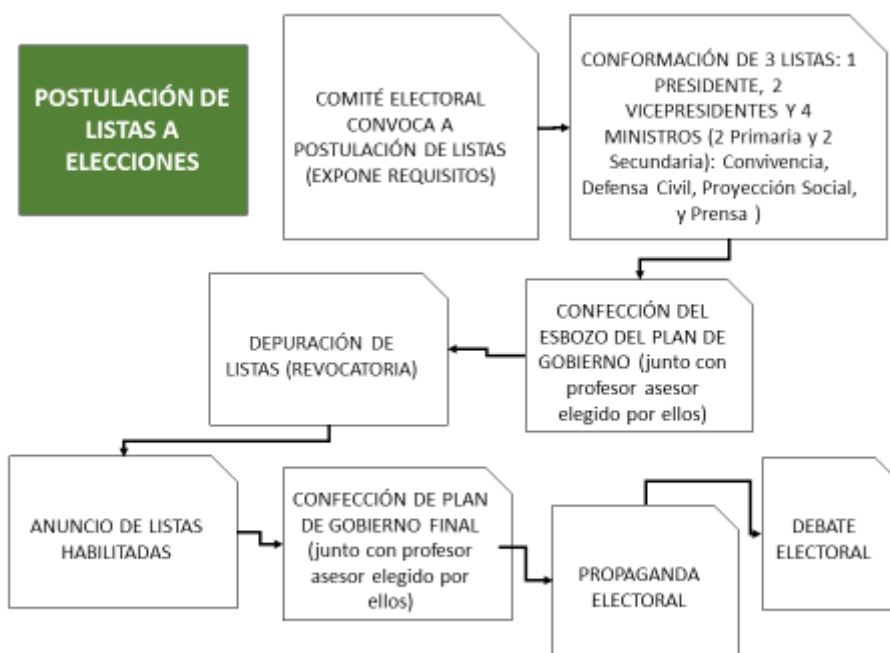 POSTULACIÓN DE
LISTAS A
ELECCIONES
COMITÉ ELECTORAL
CONVOCA A
POSTULACIÓN DE LISTAS
(EXPONE REQUISITOS)
CONFORMACIÓN DE 3 LISTAS: 1
PRESIDENTE, 2
VICEPRESIDENTES Y 4
MINISTROS (2 Primaria y 2
Secundaria): Convivencia,
Defensa Civil, Proyección Social,
y Prensa )
CONFECCIÓN DEL
ESBOZO DEL PLAN DE
GOBIERNO (junto con
profesor asesor
elegido por ellos)
DEPURACIÓN DE
LISTAS (REVOCATORIA)
ANUNCIO DE LISTAS
HABILITADAS
CONFECCIÓN DE PLAN
DE GOBIERNO FINAL
(junto con profesor
asesor elegido por
ellos)
PROPAGANDA
ELECTORAL
DEBATE
ELECTORAL